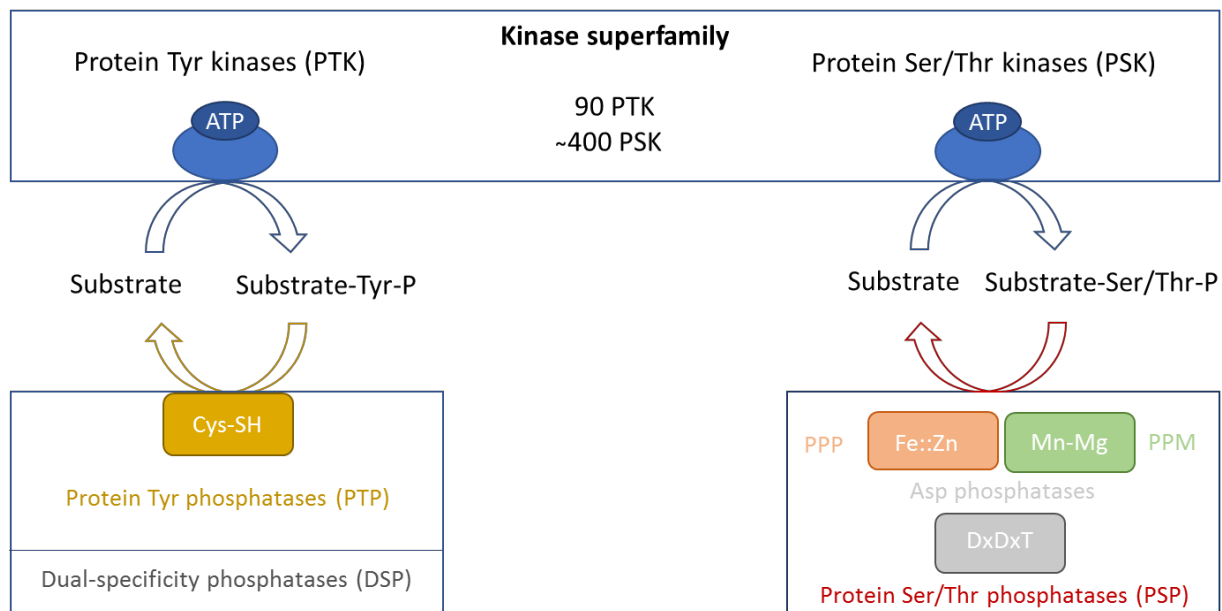 Kinase superfamily
Protein Tyr kinases (PTK)
Protein Ser/Thr kinases (PSK)
90 PTK
~400 PSK
ATP
ATP
Substrate
Substrate-Tyr-P
Substrate
Substrate-Ser/Thr-P
Cys-SH
Protein Tyr phosphatases (PTP)
Dual-specificity phosphatases (DSP)
PPP
Fe::Zn
Mn-Mg
PPM
Asp phosphatases
DxDxT
Protein Ser/Thr phosphatases (PSP)